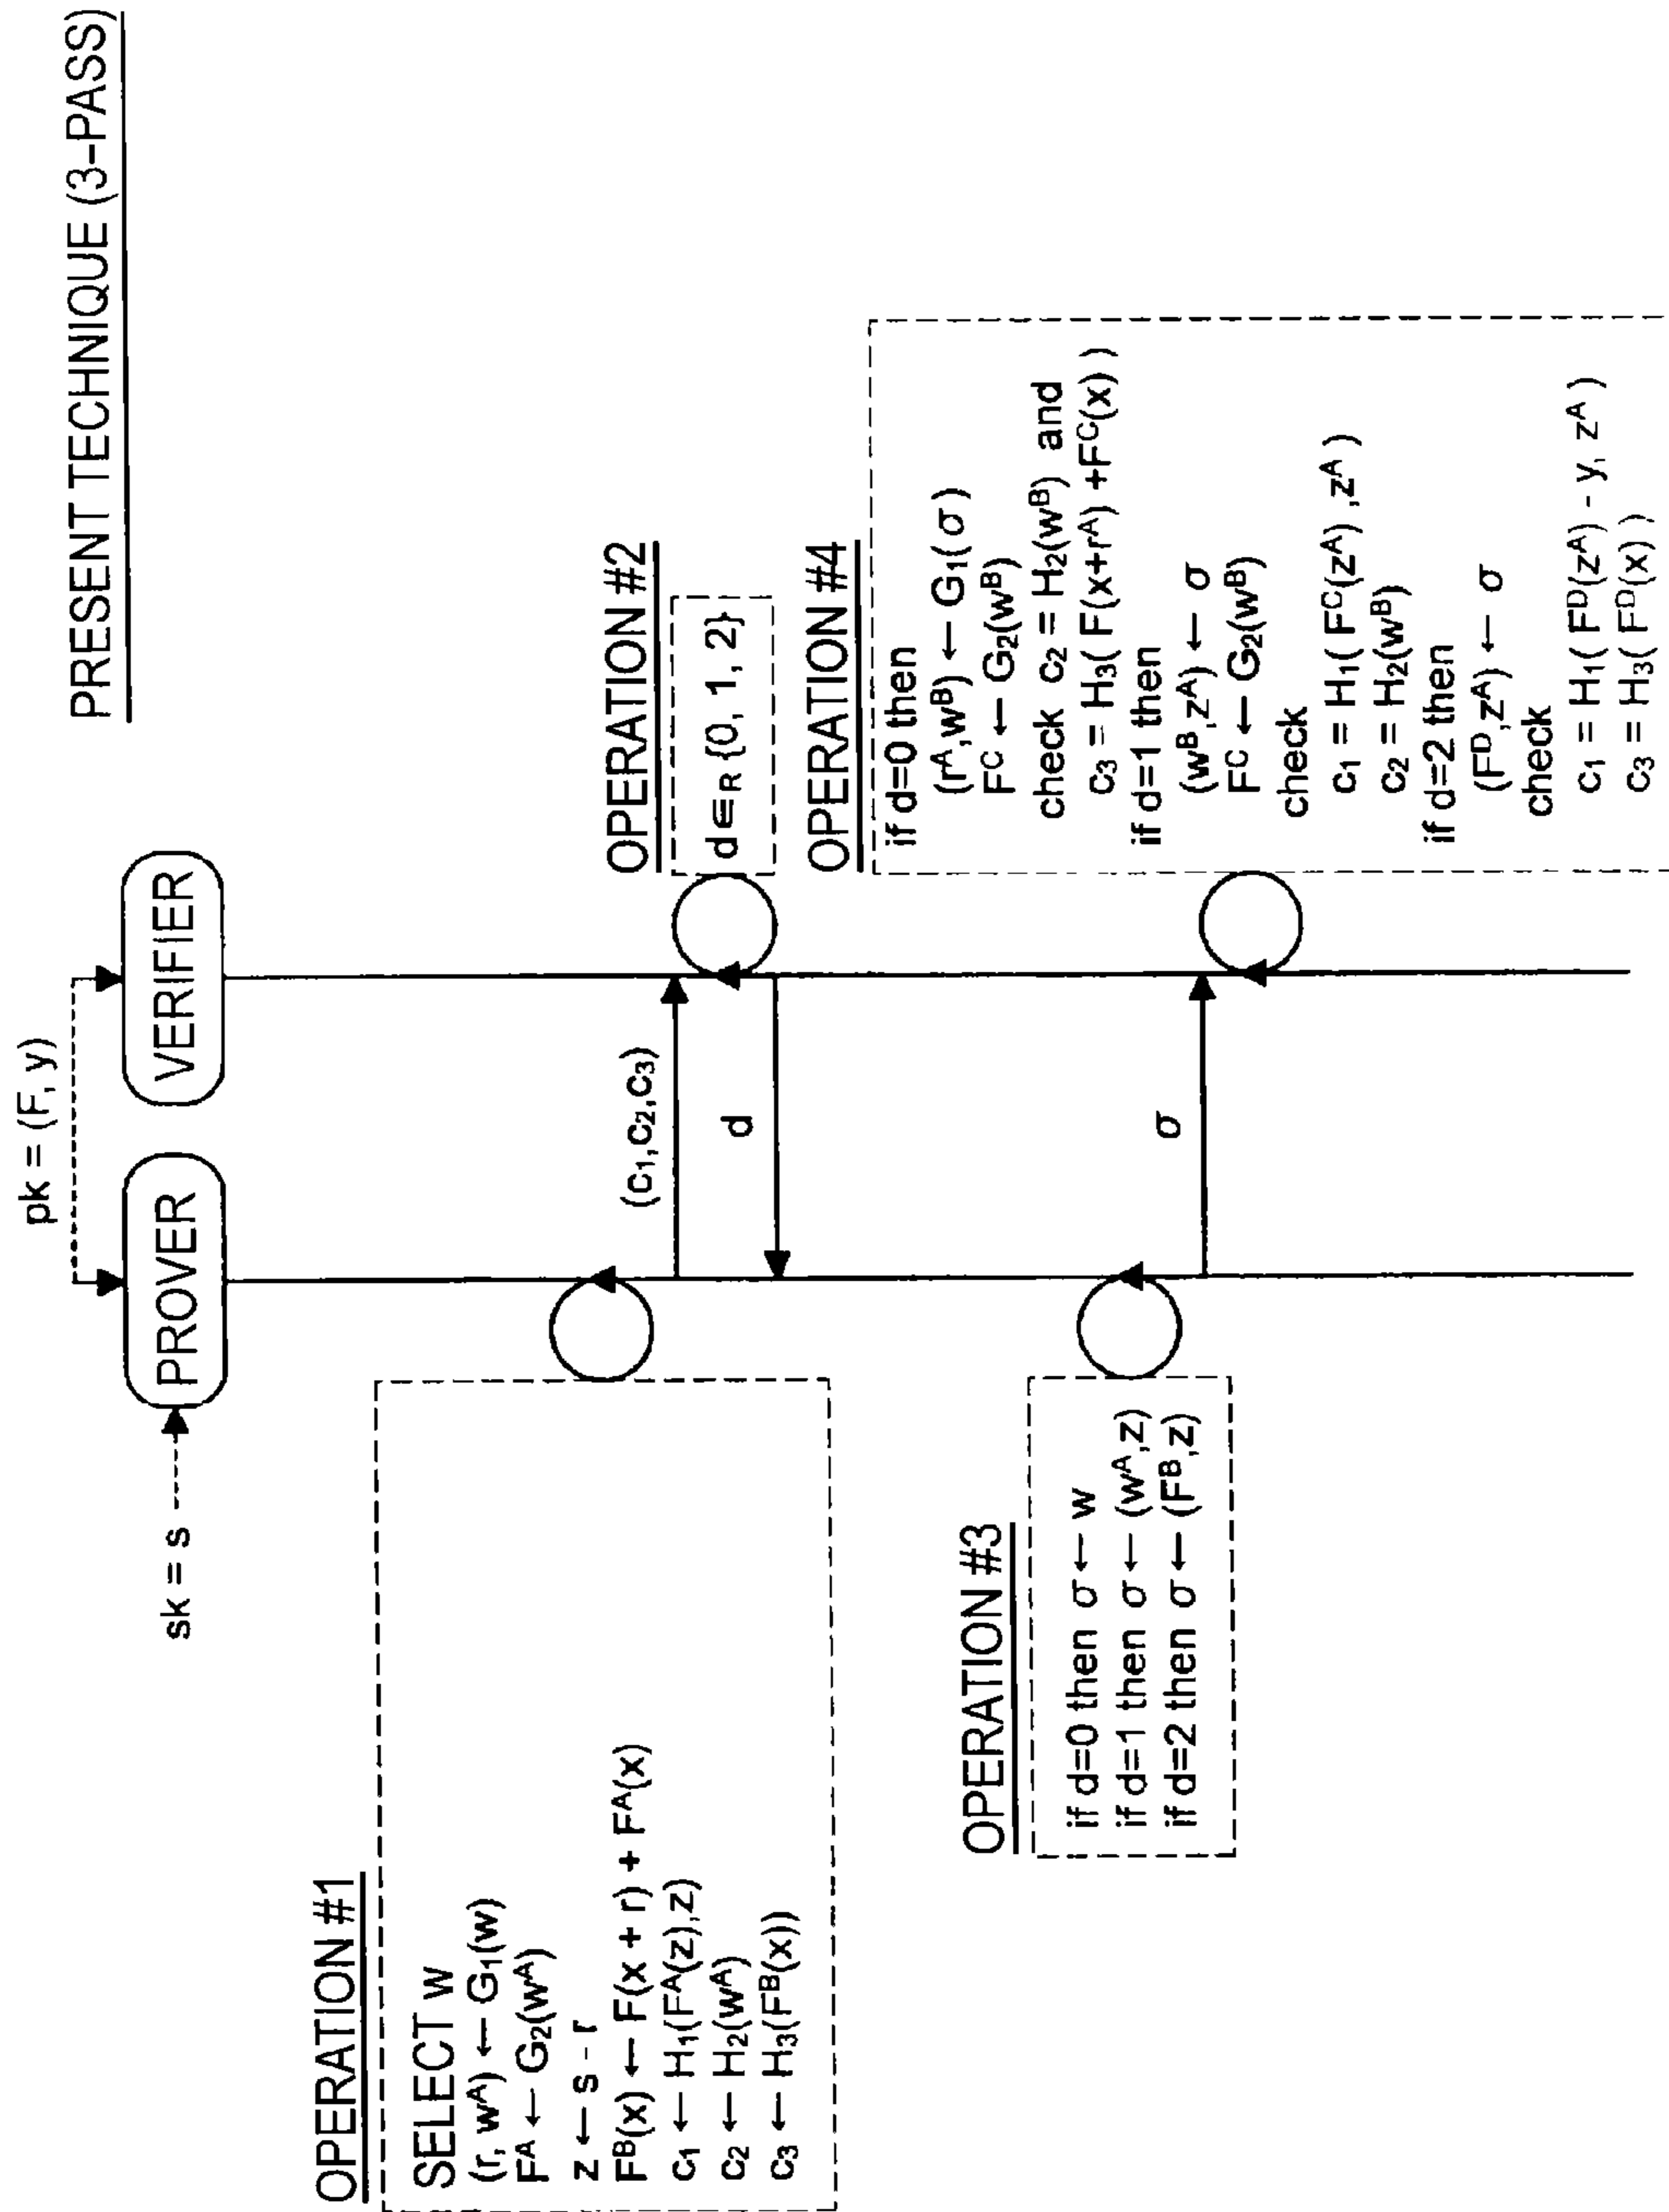 PRESENT TECHNIQUE (3-PASS)
pk = (F, y)
sk = s
PROVER
VERIFIER
OPERATION #1
SELECT w
(r, w^A) ← G₁(w)
F^A ← G₂(w^A)
z ← s - r
F^B(x) ← F(x + r) + F^A(x)
c₁ ← H₁(F^A(z),z)
c₂ ← H₂(w^A)
c₃ ← H₃(F^B(x))
(c₁,c₂,c₃)
OPERATION #2
d ∈_R {0, 1, 2}
d
OPERATION #3
if d=0 then σ ← w
if d=1 then σ ← (w^A,z)
if d=2 then σ ← (F^B,z)
σ
OPERATION #4
if d=0 then
(r^A,w^B) ← G₁(σ)
F^C ← G₂(w^B)
check c₂ = H₂(w^B) and
c₃ = H₃( F(x+r^A) +F^C(x) )
if d=1 then
(w^B,z^A) ← σ
F^C ← G₂(w^B)
check
c₁ = H₁( F^C(z^A) ,z^A )
c₂ = H₂(w^B)
if d=2 then
(F^D,z^A) ← σ
check
c₁ = H₁( F^D(z^A) - y, z^A )
c₃ = H₃( F^D(x) )